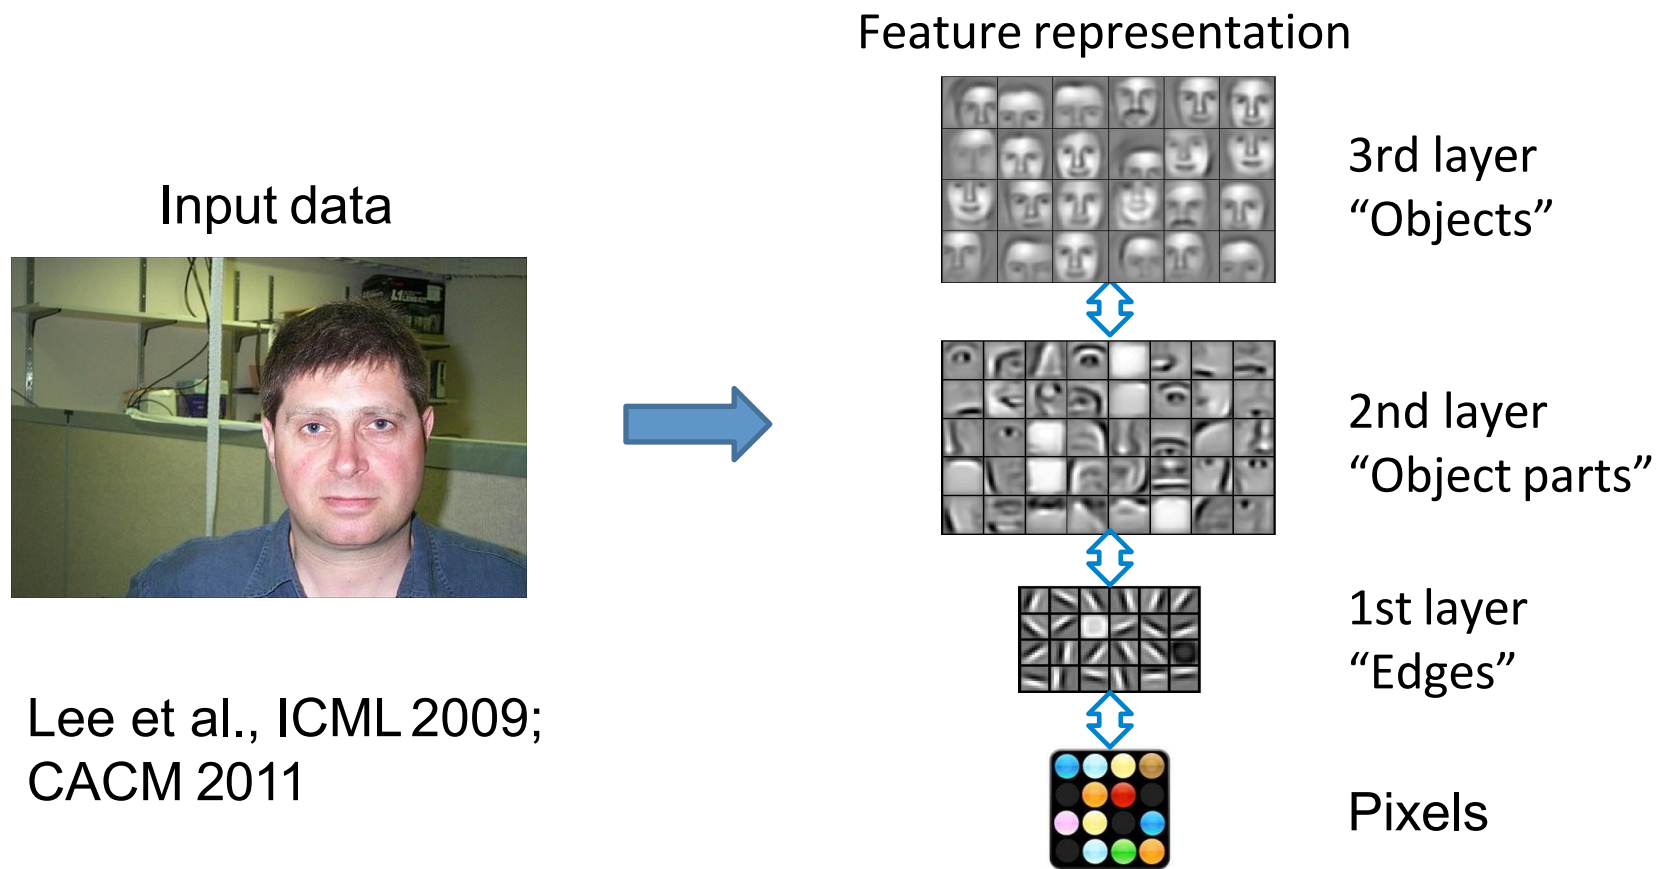 Feature representation
Input data
3rd layer
“Objects”
2nd layer
“Object parts”
1st layer
“Edges”
Lee et al., ICML 2009;
CACM 2011
Pixels